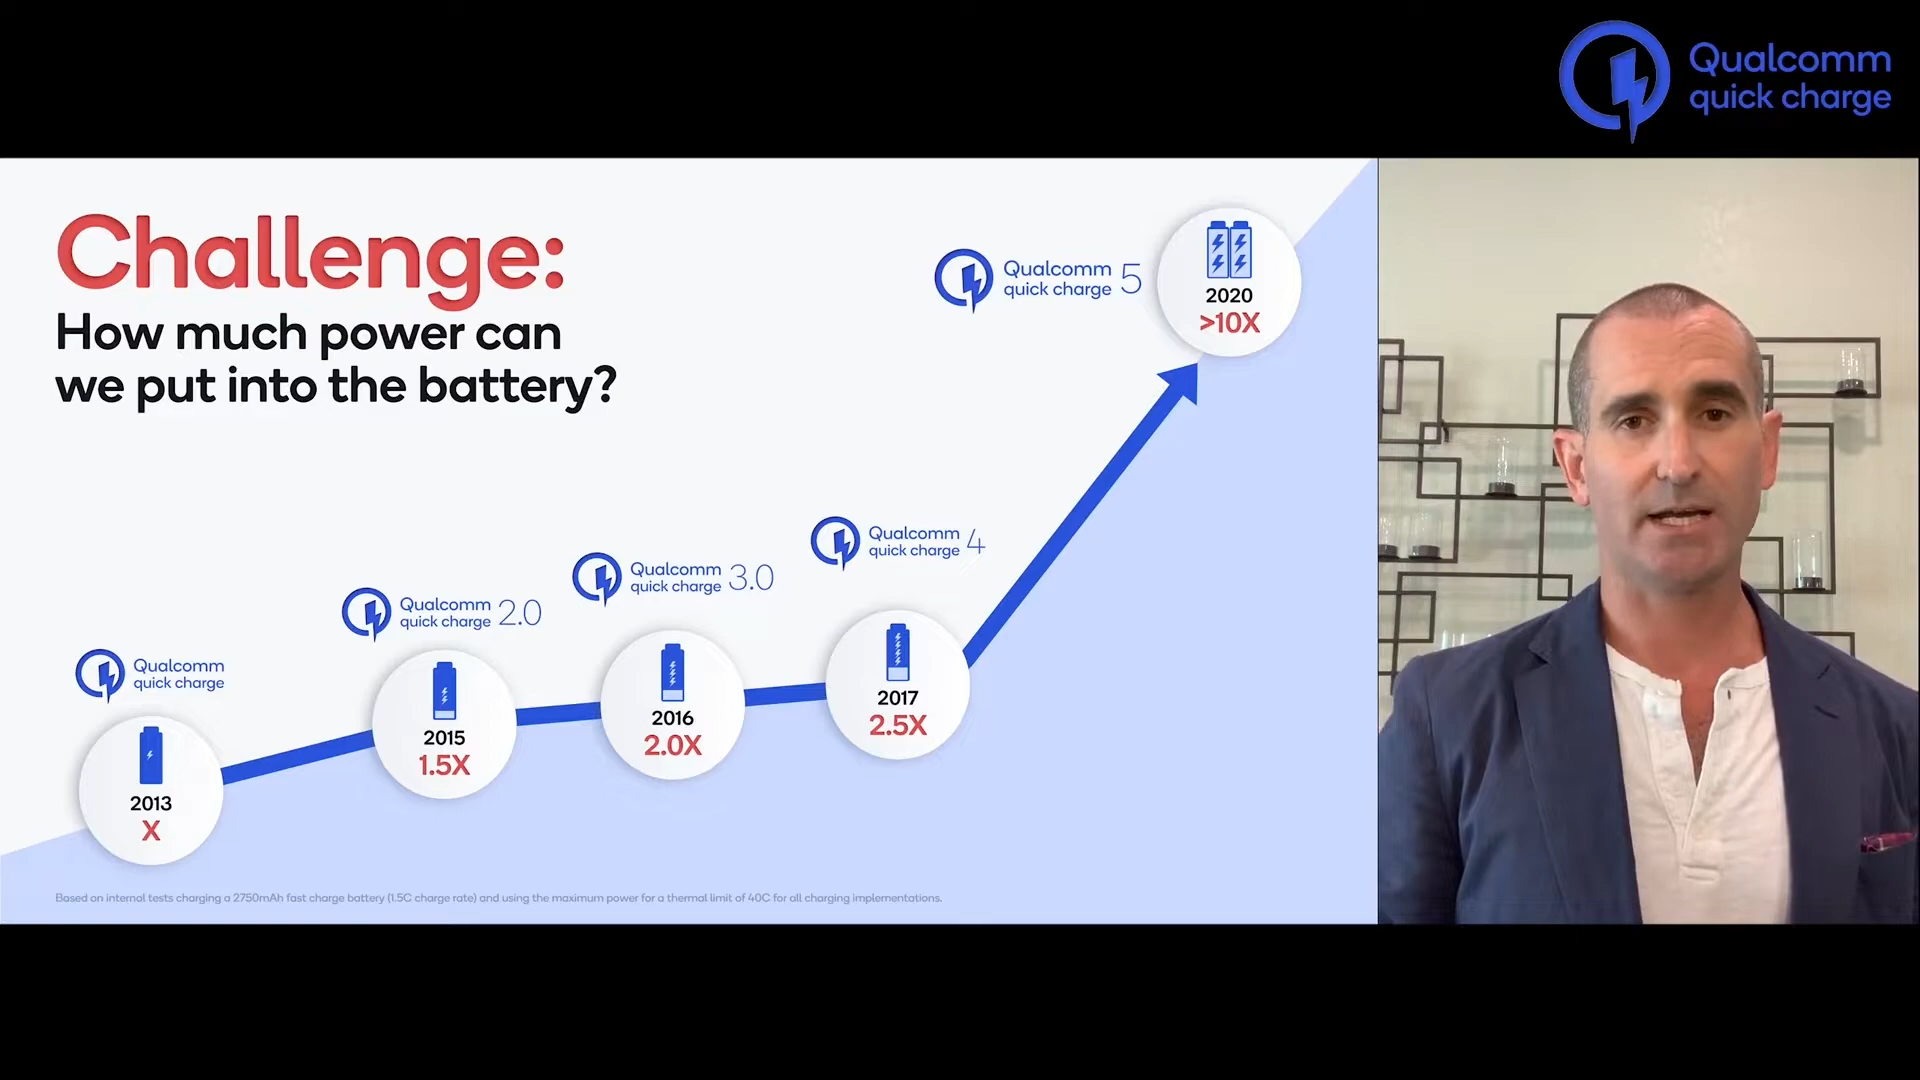 Qualcomm
quick charge
Challenge:
How much power can
we put into the battery?
Qualcomm
quick charge
2013
X
Qualcomm
quick charge 2.0
2015
1.5X
Qualcomm
quick charge 3.0
2016
2.0X
Qualcomm
quick charge 4
2017
2.5X
Qualcomm
quick charge 5
2020
>10X
Based on internal tests charging a 2750mAh fast charge battery (1.5C charge rate) and using the maximum power for a thermal limit of 40C for all charging implementations.